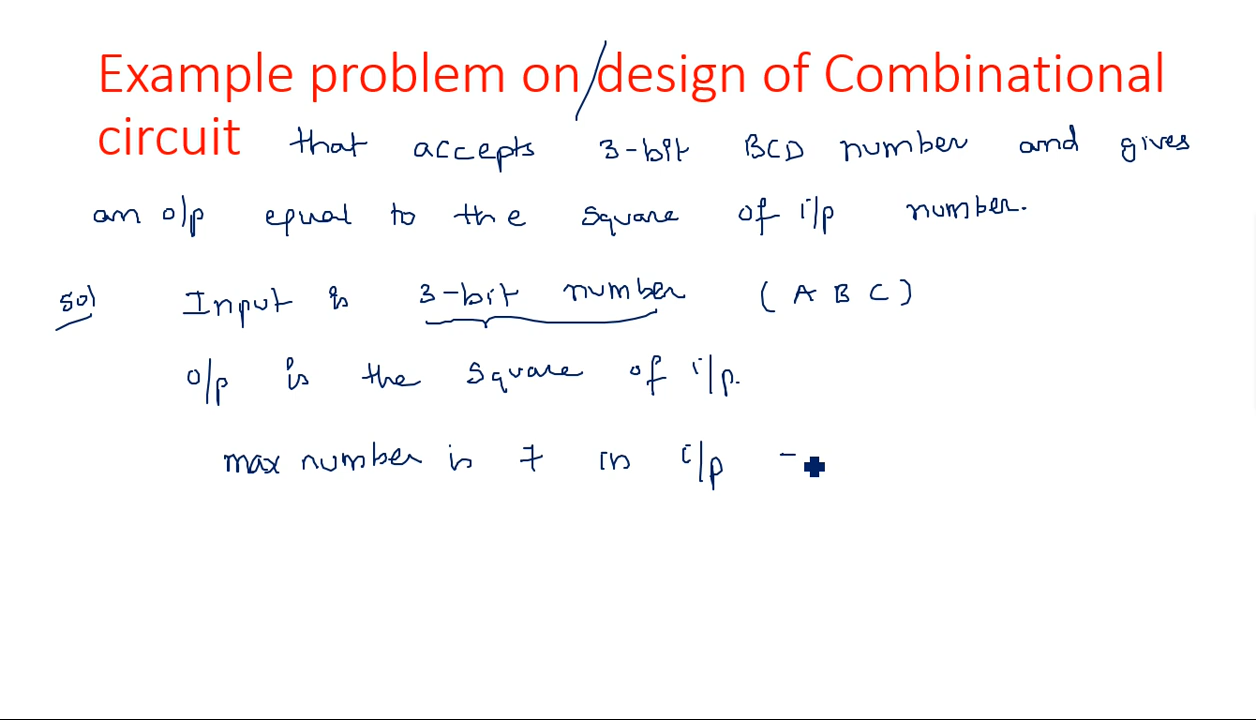 Example problem on design of Combinational
circuit that accepts 3-bit BCD number and gives
an o/p equal to the square of i/p number.
sol Input is 3-bit number (A B C)
o/p is the square of i/p.
max number is 7 in i/p -